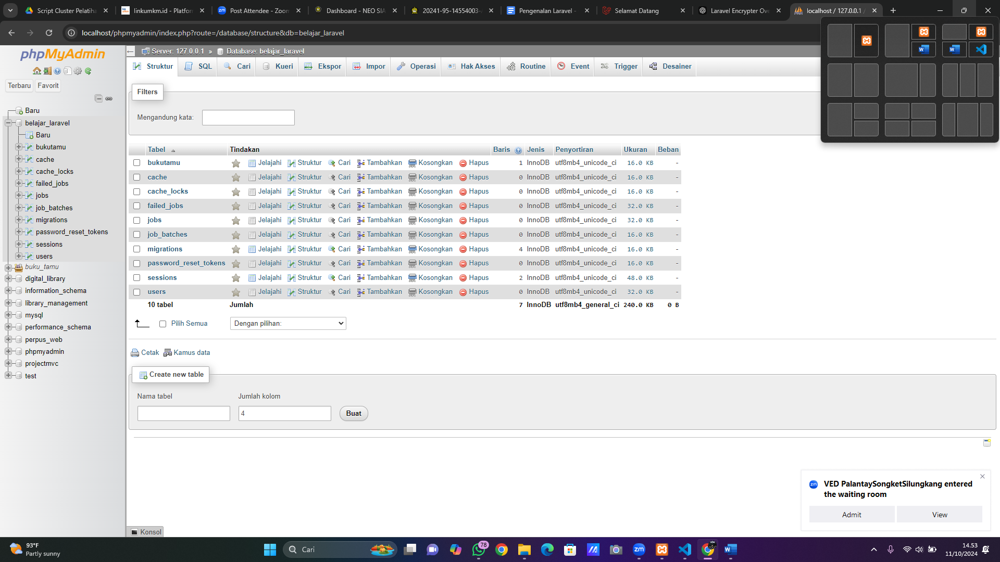 Script Cluster Pelatiha
linkumkm.id - Platfor
Post Attendee - Zoom
Dashboard - NEO SIA
20241-95-14554003-
Pengenalan Laravel -
Selamat Datang
Laravel Encrypter Ove
localhost / 127.0.0.1 /
localhost/phpmyadmin/index.php?route=/database/structure&db=belajar_laravel
phpMyAdmin
Terbaru Favorit
Baru
belajar_laravel
Baru
bukutamu
cache
cache_locks
failed_jobs
jobs
job_batches
migrations
password_reset_tokens
sessions
users
buku_tamu
digital_library
information_schema
library_management
mysql
performance_schema
perpus_web
phpmyadmin
projectmvc
test
Server: 127.0.0.1 » Database: belajar_laravel
Struktur SQL Cari Kueri Ekspor Impor Operasi Hak Akses Routine Event Trigger Desainer
Filters
Mengandung kata:
Tabel Tindakan Baris Jenis Penyortiran Ukuran Beban
bukutamu Jelajahi Struktur Cari Tambahkan Kosongkan Hapus 1 InnoDB utf8mb4_unicode_ci 16.0 KB -
cache Jelajahi Struktur Cari Tambahkan Kosongkan Hapus 0 InnoDB utf8mb4_unicode_ci 16.0 KB -
cache_locks Jelajahi Struktur Cari Tambahkan Kosongkan Hapus 0 InnoDB utf8mb4_unicode_ci 16.0 KB -
failed_jobs Jelajahi Struktur Cari Tambahkan Kosongkan Hapus 0 InnoDB utf8mb4_unicode_ci 32.0 KB -
jobs Jelajahi Struktur Cari Tambahkan Kosongkan Hapus 0 InnoDB utf8mb4_unicode_ci 32.0 KB -
job_batches Jelajahi Struktur Cari Tambahkan Kosongkan Hapus 0 InnoDB utf8mb4_unicode_ci 16.0 KB -
migrations Jelajahi Struktur Cari Tambahkan Kosongkan Hapus 4 InnoDB utf8mb4_unicode_ci 16.0 KB -
password_reset_tokens Jelajahi Struktur Cari Tambahkan Kosongkan Hapus 0 InnoDB utf8mb4_unicode_ci 16.0 KB -
sessions Jelajahi Struktur Cari Tambahkan Kosongkan Hapus 2 InnoDB utf8mb4_unicode_ci 48.0 KB -
users Jelajahi Struktur Cari Tambahkan Kosongkan Hapus 0 InnoDB utf8mb4_unicode_ci 32.0 KB -
10 tabel Jumlah 7 InnoDB utf8mb4_general_ci 240.0 KB 0 B
Pilih Semua Dengan pilihan:
Cetak Kamus data
Create new table
Nama tabel Jumlah kolom
4 Buat
VED PalantaySongketSilungkang entered
the waiting room
Admit View
Konsol
93°F
Partly sunny
Cari
78
14.53
11/10/2024